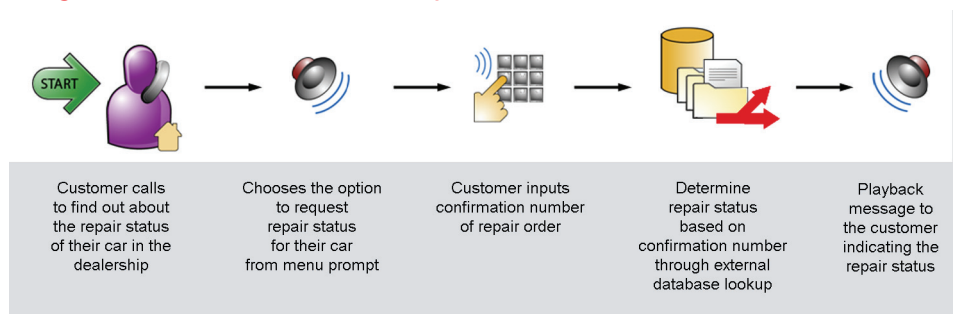 START
Customer calls
to find out about
the repair status
of their car in the
dealership
Chooses the option
to request
repair status
for their car
from menu prompt
Customer inputs
confirmation number
of repair order
Determine
repair status
based on
confirmation number
through external
database lookup
Playback
message to
the customer
indicating the
repair status